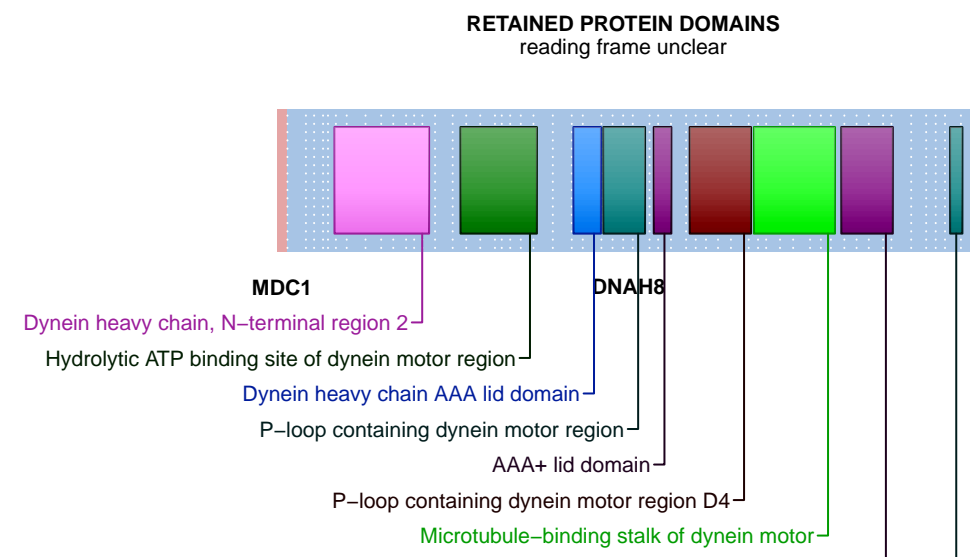 RETAINED PROTEIN DOMAINS
reading frame unclear
MDC1
DNAH8
Dynein heavy chain, N−terminal region 2
Hydrolytic ATP binding site of dynein motor region
Dynein heavy chain AAA lid domain
P−loop containing dynein motor region
AAA+ lid domain
P−loop containing dynein motor region D4
Microtubule−binding stalk of dynein motor